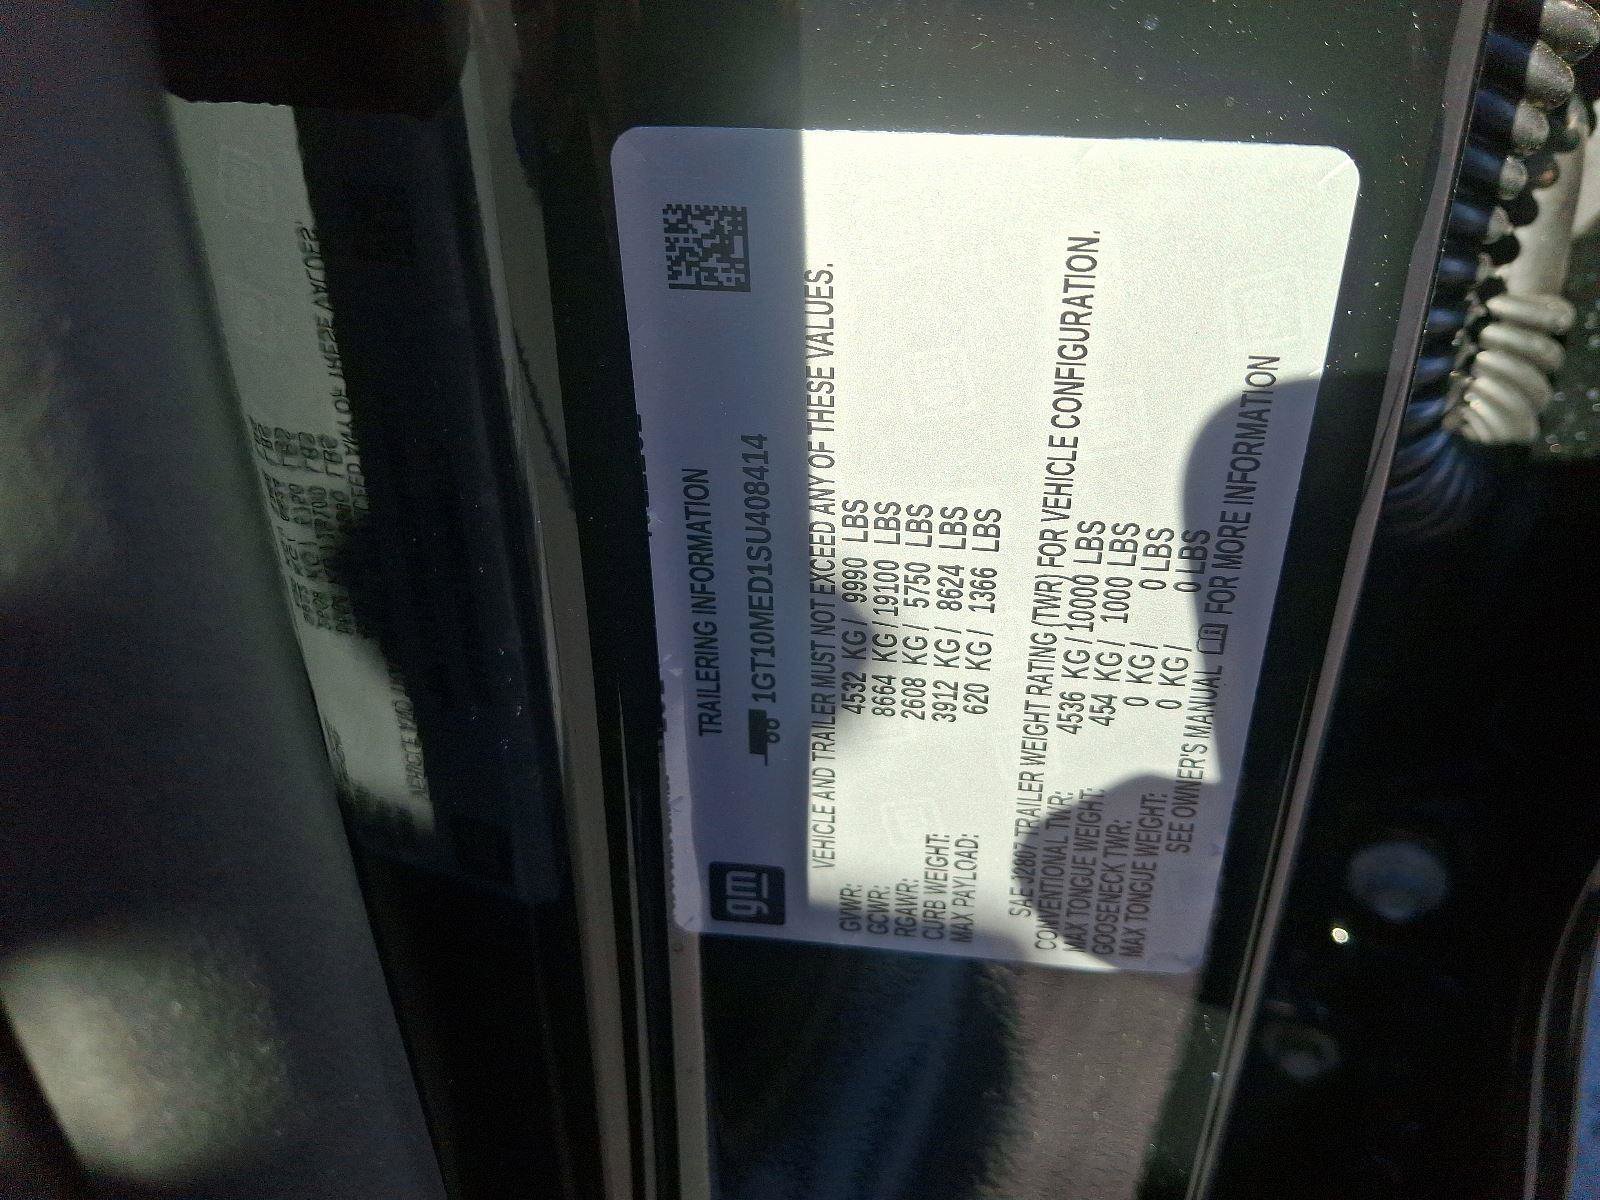 gm
TRAILERING INFORMATION
1GT10MED1SU408414
VEHICLE AND TRAILER MUST NOT EXCEED ANY OF THESE VALUES.
GVWR: 4532 KG / 9990 LBS
GCWR: 8664 KG / 19100 LBS
RGAWR: 2608 KG / 5750 LBS
CURB WEIGHT: 3912 KG / 8624 LBS
MAX PAYLOAD: 620 KG / 1366 LBS
SAE J2807 TRAILER WEIGHT RATING (TWR) FOR VEHICLE CONFIGURATION.
CONVENTIONAL TWR: 4536 KG / 10000 LBS
MAX TONGUE WEIGHT: 454 KG / 1000 LBS
GOOSENECK TWR: 0 KG / 0 LBS
MAX TONGUE WEIGHT: 0 KG / 0 LBS
SEE OWNER'S MANUAL FOR MORE INFORMATION